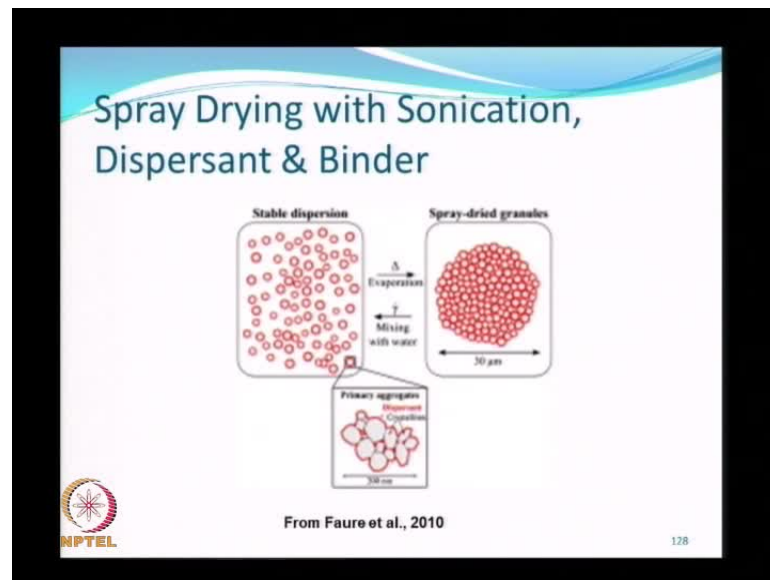 Spray Drying with Sonication,
Dispersant & Binder
Stable dispersion
Spray-dried granules
Δ
Evaporation
Mixing
with water
30 µm
Primary aggregates
Dispersant
Crystallites
From Faure et al., 2010
NPTEL
128